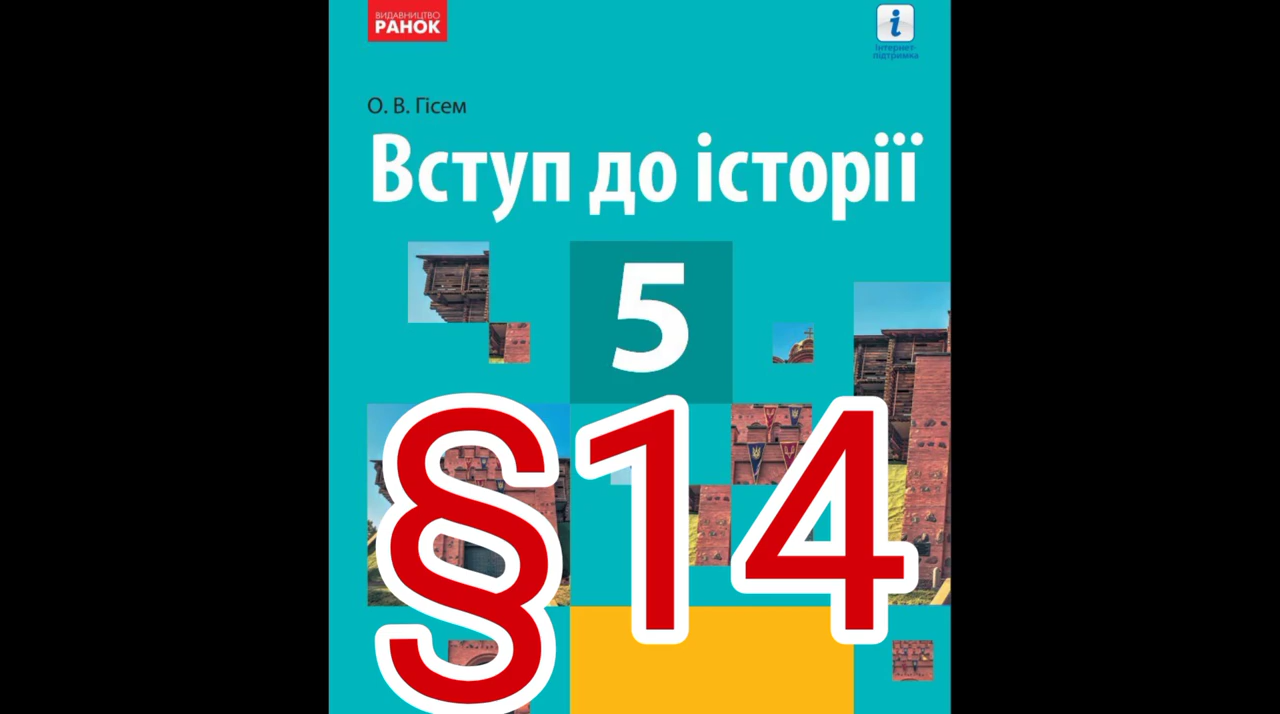 ВИДАВНИЦТВО
РАНОК
i
Інтернет-
підтримка
О. В. Гісем
Вступ до історії
5
§14